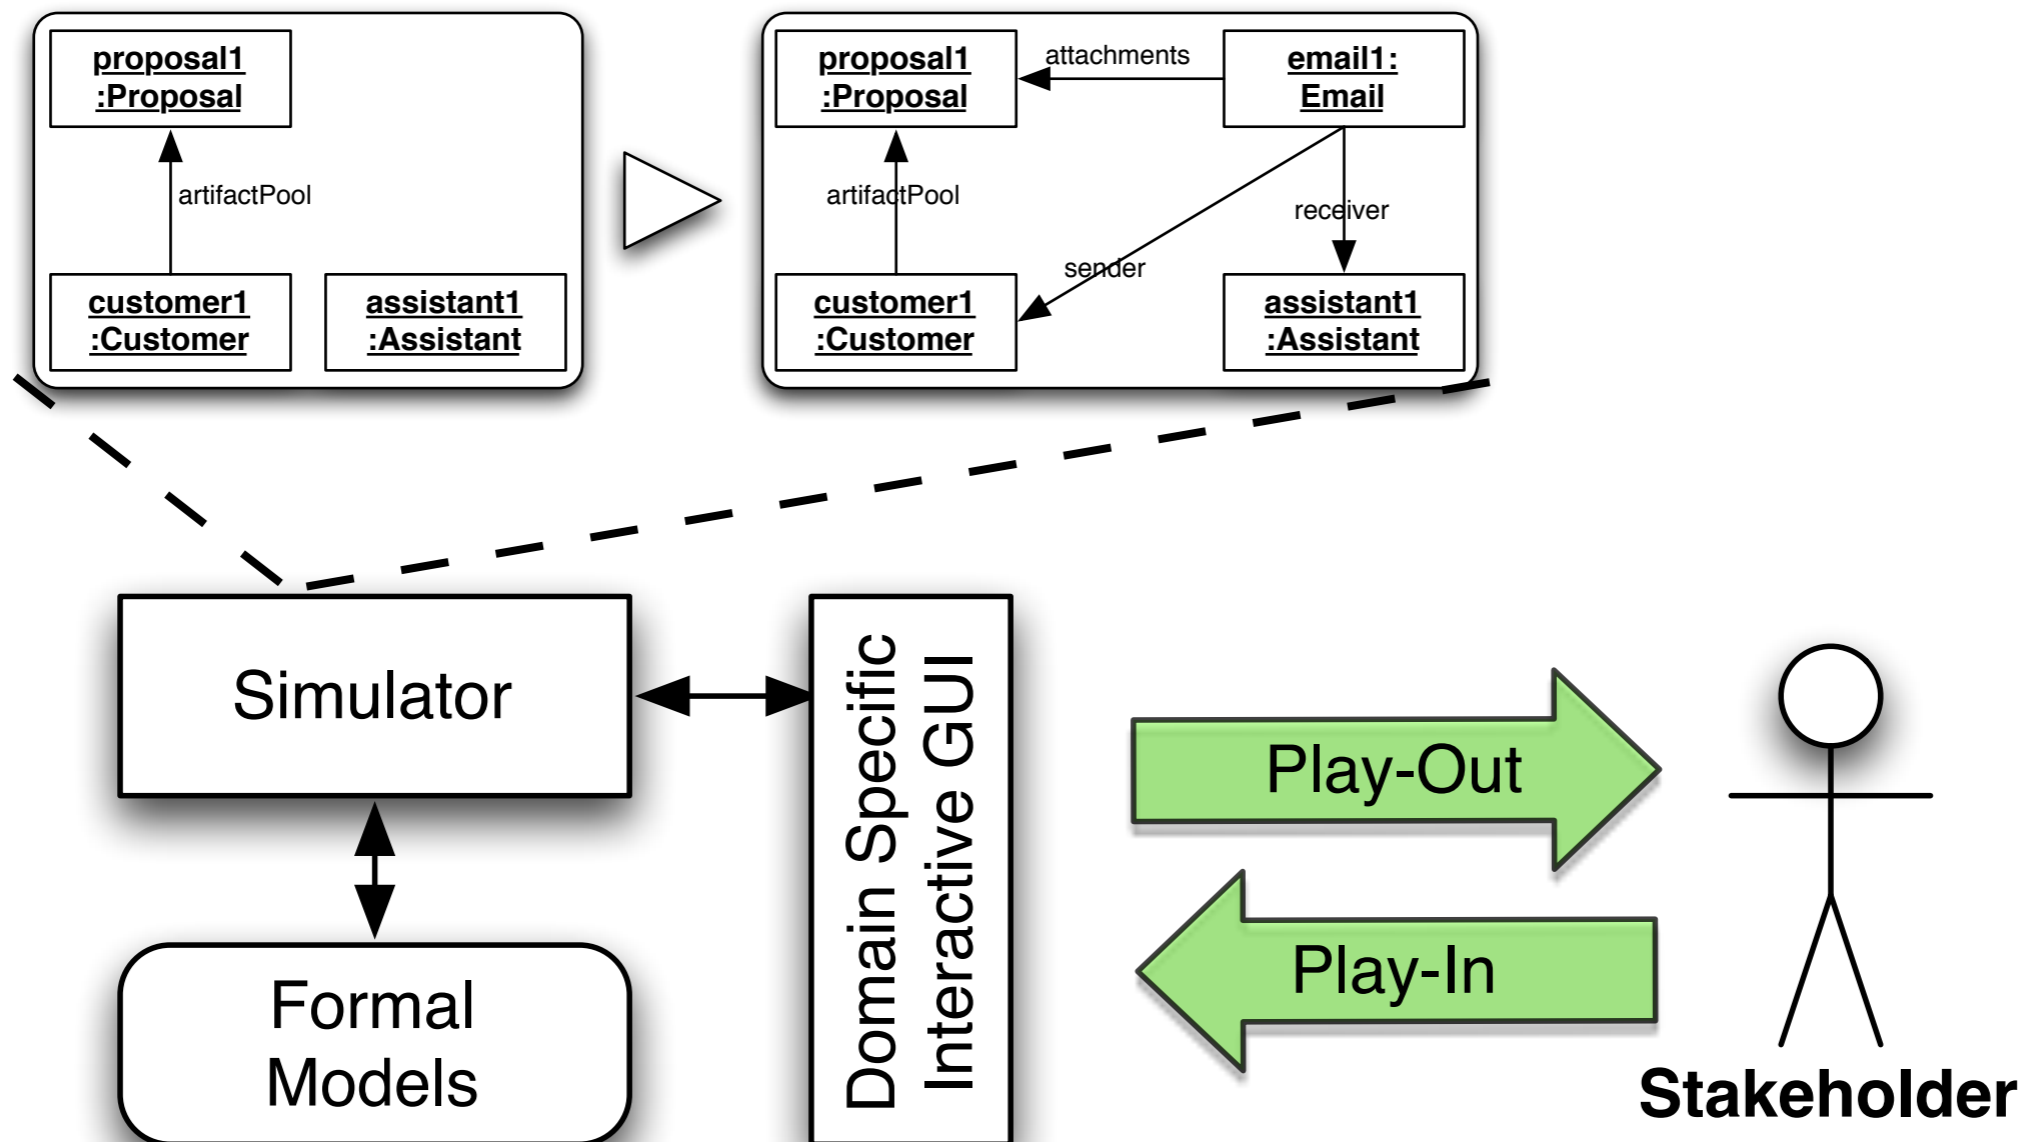 proposal1
:Proposal
artifactPool
customer1
:Customer
assistant1
:Assistant
proposal1
:Proposal
attachments
email1:
Email
artifactPool
receiver
sender
customer1
:Customer
assistant1
:Assistant
Simulator
Formal
Models
Domain Specific
Interactive GUI
Play-Out
Play-In
Stakeholder